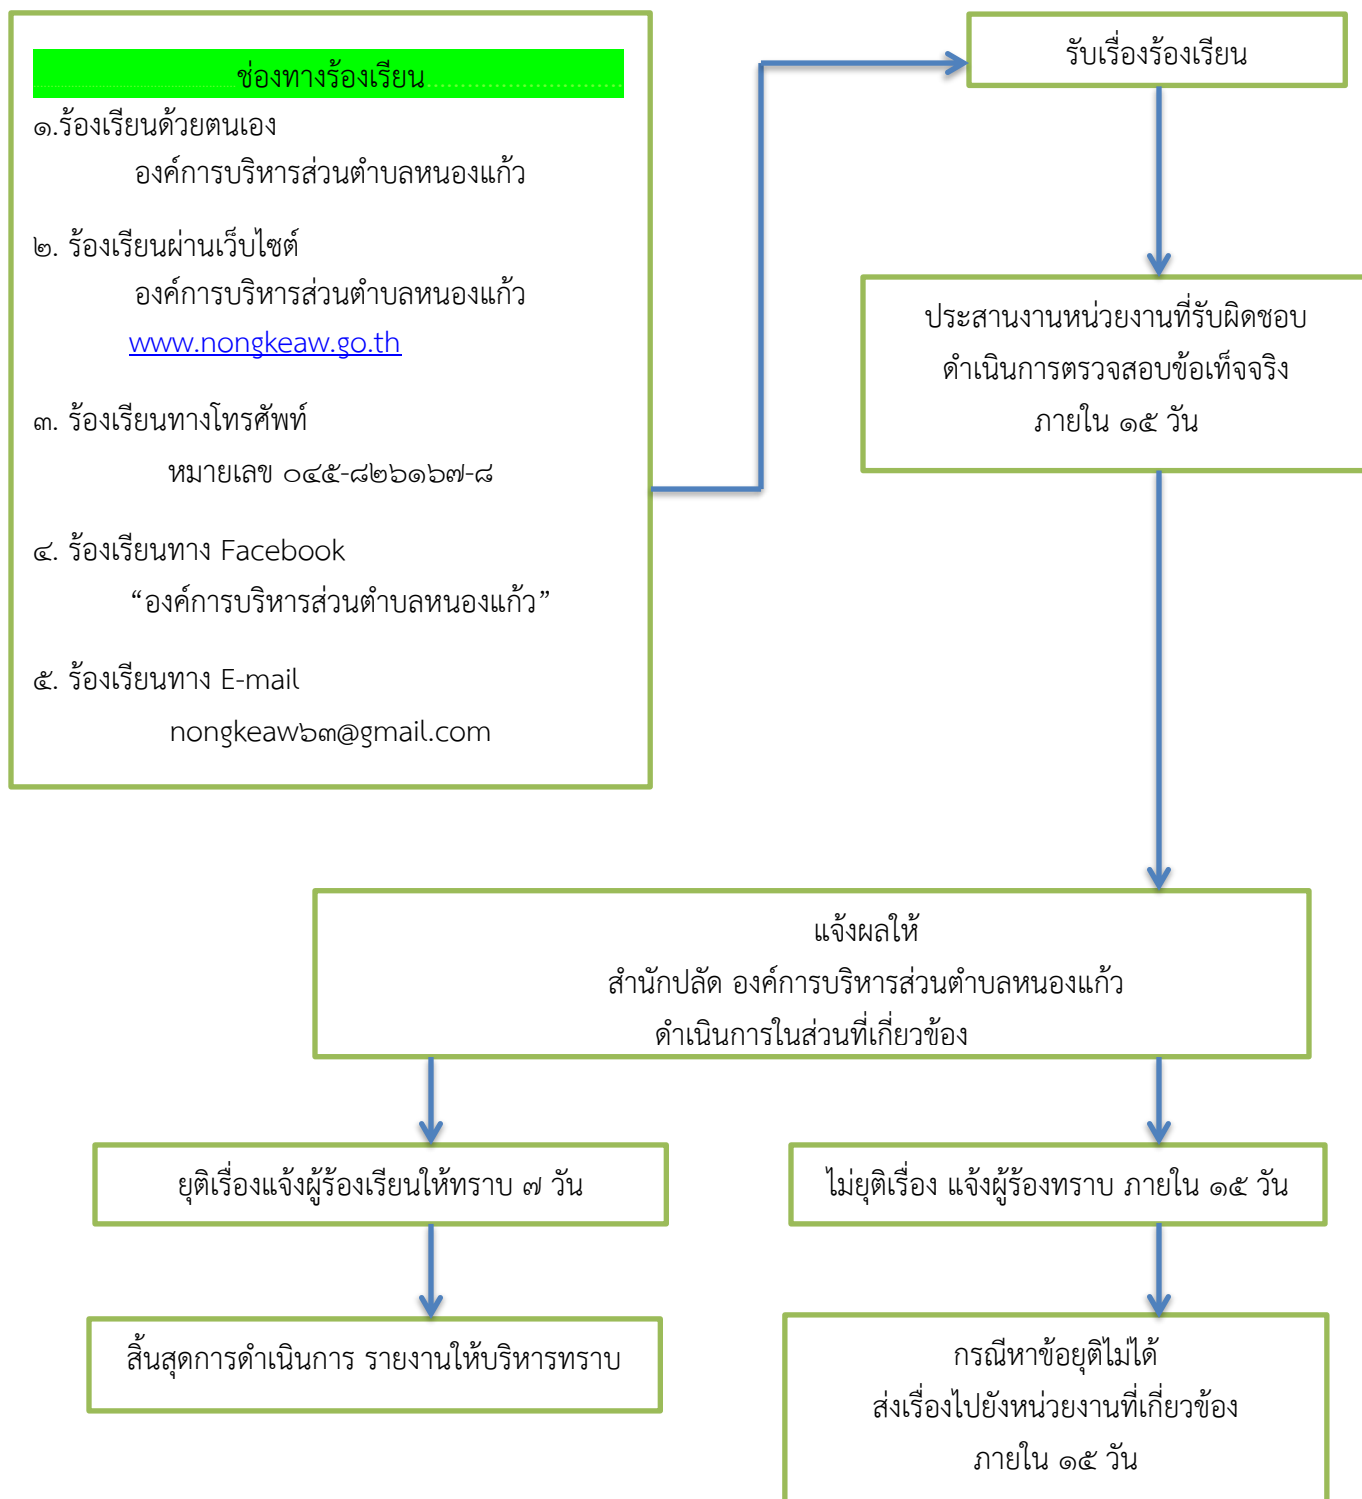 ช่องทางร้องเรียน
๑.ร้องเรียนด้วยตนเอง
องค์การบริหารส่วนตำบลหนองแก้ว
๒. ร้องเรียนผ่านเว็บไซต์
องค์การบริหารส่วนตำบลหนองแก้ว
www.nongkeaw.go.th
๓. ร้องเรียนทางโทรศัพท์
หมายเลข ๐๔๕-๘๒๖๑๖๗-๘
๔. ร้องเรียนทาง Facebook
“องค์การบริหารส่วนตำบลหนองแก้ว”
๕. ร้องเรียนทาง E-mail
nongkeaw๖๓@gmail.com
รับเรื่องร้องเรียน
ประสานงานหน่วยงานที่รับผิดชอบ
ดำเนินการตรวจสอบข้อเท็จจริง
ภายใน ๑๕ วัน
แจ้งผลให้
สำนักปลัด องค์การบริหารส่วนตำบลหนองแก้ว
ดำเนินการในส่วนที่เกี่ยวข้อง
ยุติเรื่องแจ้งผู้ร้องเรียนให้ทราบ ๗ วัน
ไม่ยุติเรื่อง แจ้งผู้ร้องทราบ ภายใน ๑๕ วัน
สิ้นสุดการดำเนินการ รายงานให้บริหารทราบ
กรณีหาข้อยุติไม่ได้
ส่งเรื่องไปยังหน่วยงานที่เกี่ยวข้อง
ภายใน ๑๕ วัน